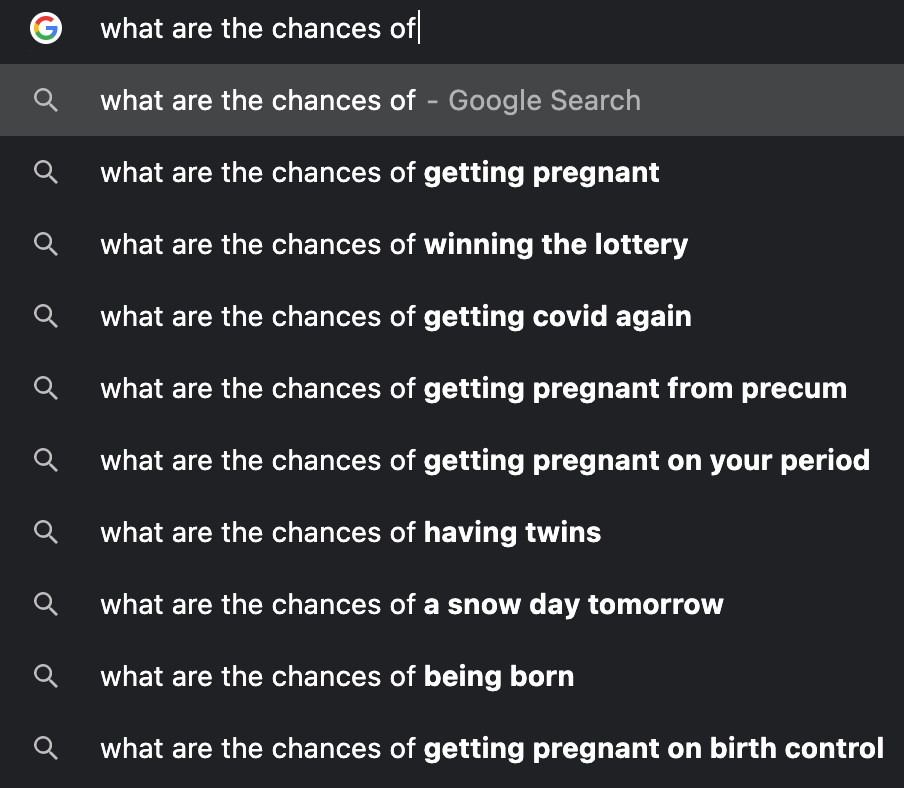 what are the chances of
what are the chances of - Google Search
what are the chances of getting pregnant
what are the chances of winning the lottery
what are the chances of getting covid again
what are the chances of getting pregnant from precum
what are the chances of getting pregnant on your period
what are the chances of having twins
what are the chances of a snow day tomorrow
what are the chances of being born
what are the chances of getting pregnant on birth control